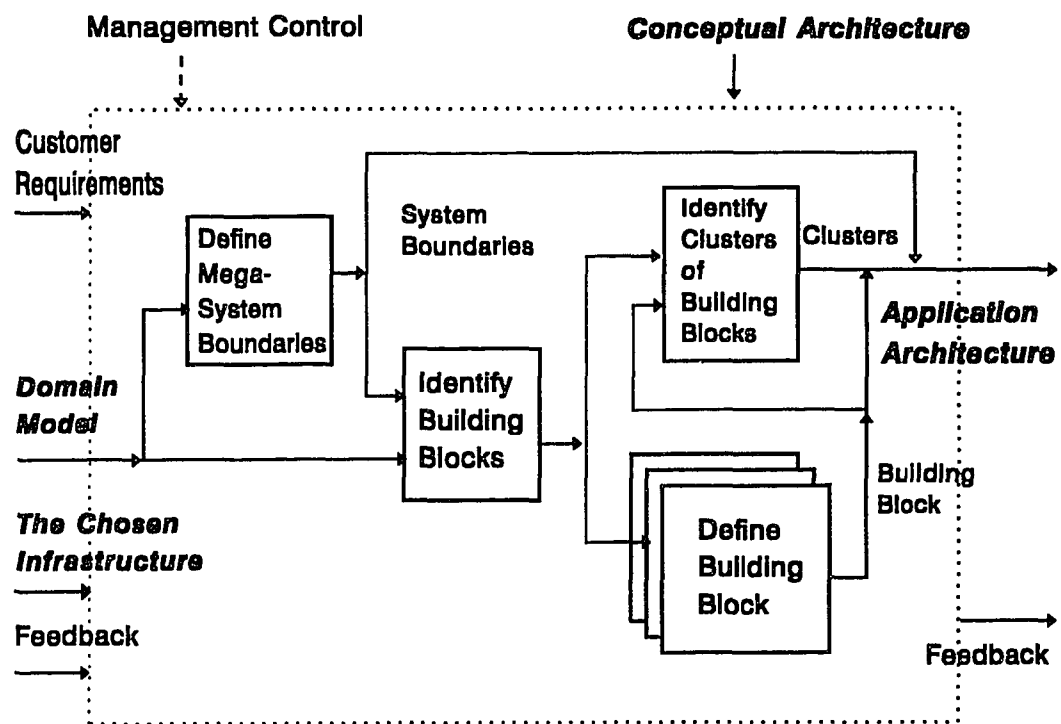 Management Control
Conceptual Architecture
Customer
Requirements
Define
Mega-
System
Boundaries
System
Boundaries
Identify
Clusters
of
Building
Blocks
Clusters
Application
Architecture
Domain
Model
Identify
Building
Blocks
Building
Block
The Chosen
Infrastructure
Define
Building
Block
Feedback
Feedback